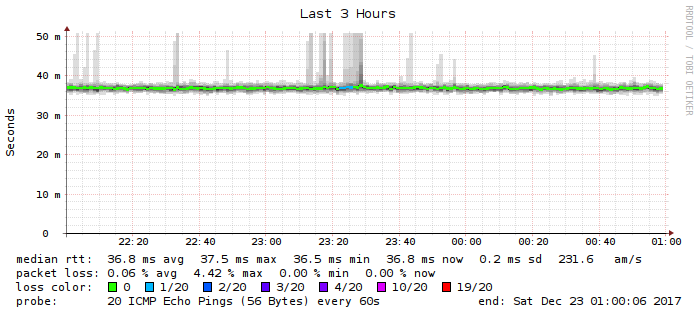 Last 3 Hours
RRDTOOL / TOBI OETIKER
Seconds
50 m
40 m
30 m
20 m
10 m
0
22:20 22:40 23:00 23:20 23:40 00:00 00:20 00:40 01:00
median rtt: 36.8 ms avg 37.5 ms max 36.5 ms min 36.8 ms now 0.2 ms sd 231.6 am/s
packet loss: 0.06 % avg 4.42 % max 0.00 % min 0.00 % now
loss color: 0 1/20 2/20 3/20 4/20 10/20 19/20
probe: 20 ICMP Echo Pings (56 Bytes) every 60s end: Sat Dec 23 01:00:06 2017